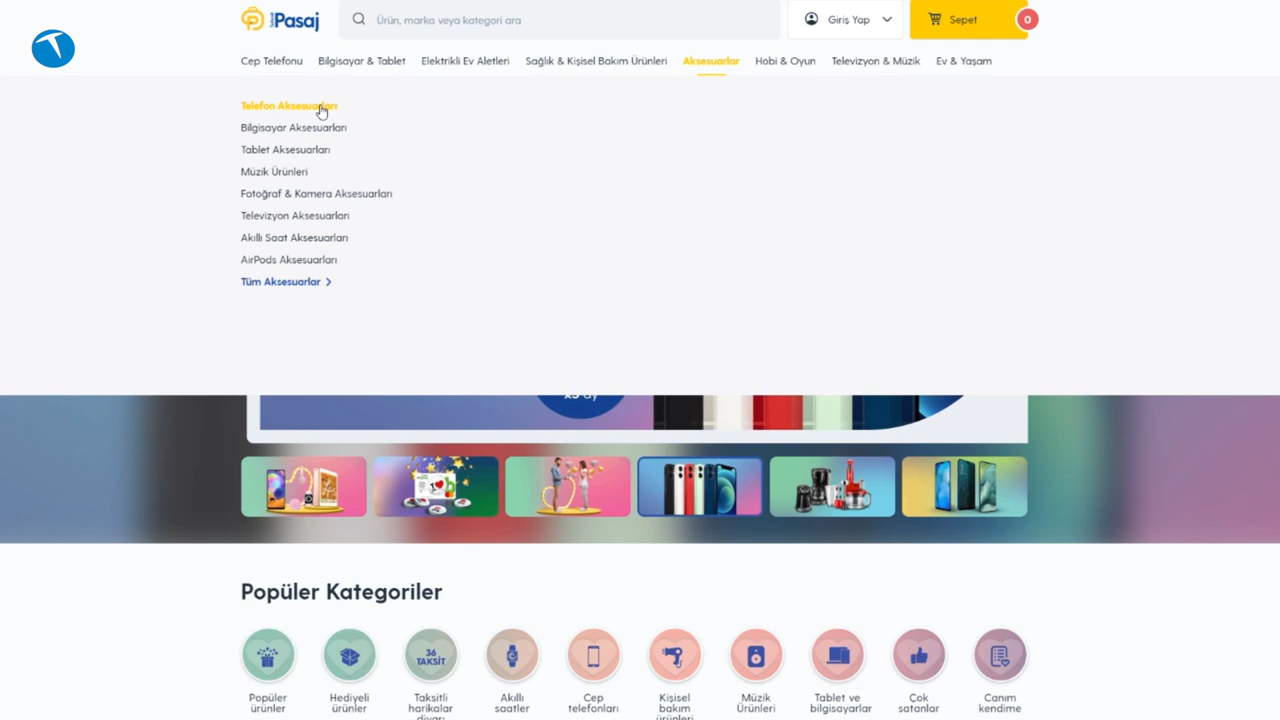 Pasaj
Ürün, marka veya kategori ara
Giriş Yap
Sepet
0
Cep Telefonu
Bilgisayar & Tablet
Elektrikli Ev Aletleri
Sağlık & Kişisel Bakım Ürünleri
Aksesuarlar
Hobi & Oyun
Televizyon & Müzik
Ev & Yaşam
Telefon Aksesuarları
Bilgisayar Aksesuarları
Tablet Aksesuarları
Müzik Ürünleri
Fotoğraf & Kamera Aksesuarları
Televizyon Aksesuarları
Akıllı Saat Aksesuarları
AirPods Aksesuarları
Tüm Aksesuarlar
Popüler Kategoriler
36
TAKSİT
Popüler
ürünler
Hediyeli
ürünler
Taksitli
harikalar
diyarı
Akıllı
saatler
Cep
telefonları
Kişisel
bakım
ürünleri
Müzik
Ürünleri
Tablet ve
bilgisayarlar
Çok
satanlar
Canım
kendime